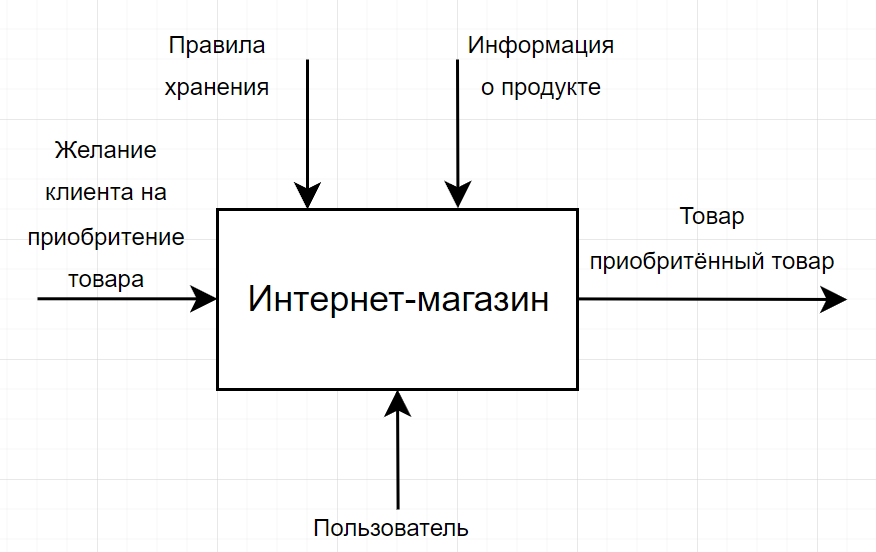 Правила
хранения
Информация
о продукте
Желание
клиента на
приобритение
товара
Интернет-магазин
Товар
приобритённый товар
Пользователь